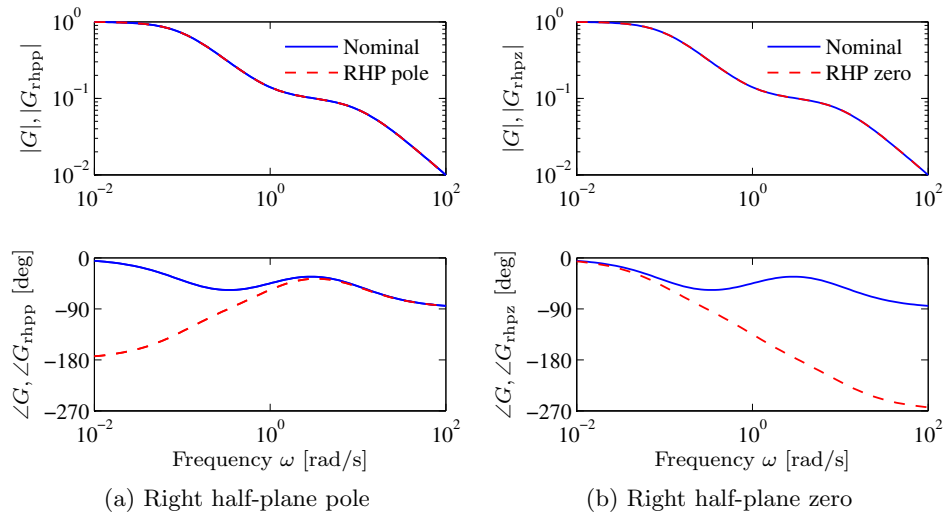 |G|, |G_rhpp|
10^0
10^-1
10^-2
Nominal
RHP pole
10^-2
10^0
10^2
∠G, ∠G_rhpp [deg]
0
−90
−180
−270
10^-2
10^0
10^2
Frequency ω [rad/s]
(a) Right half-plane pole
|G|, |G_rhpz|
10^0
10^-1
10^-2
Nominal
RHP zero
10^-2
10^0
10^2
∠G, ∠G_rhpz [deg]
0
−90
−180
−270
10^-2
10^0
10^2
Frequency ω [rad/s]
(b) Right half-plane zero